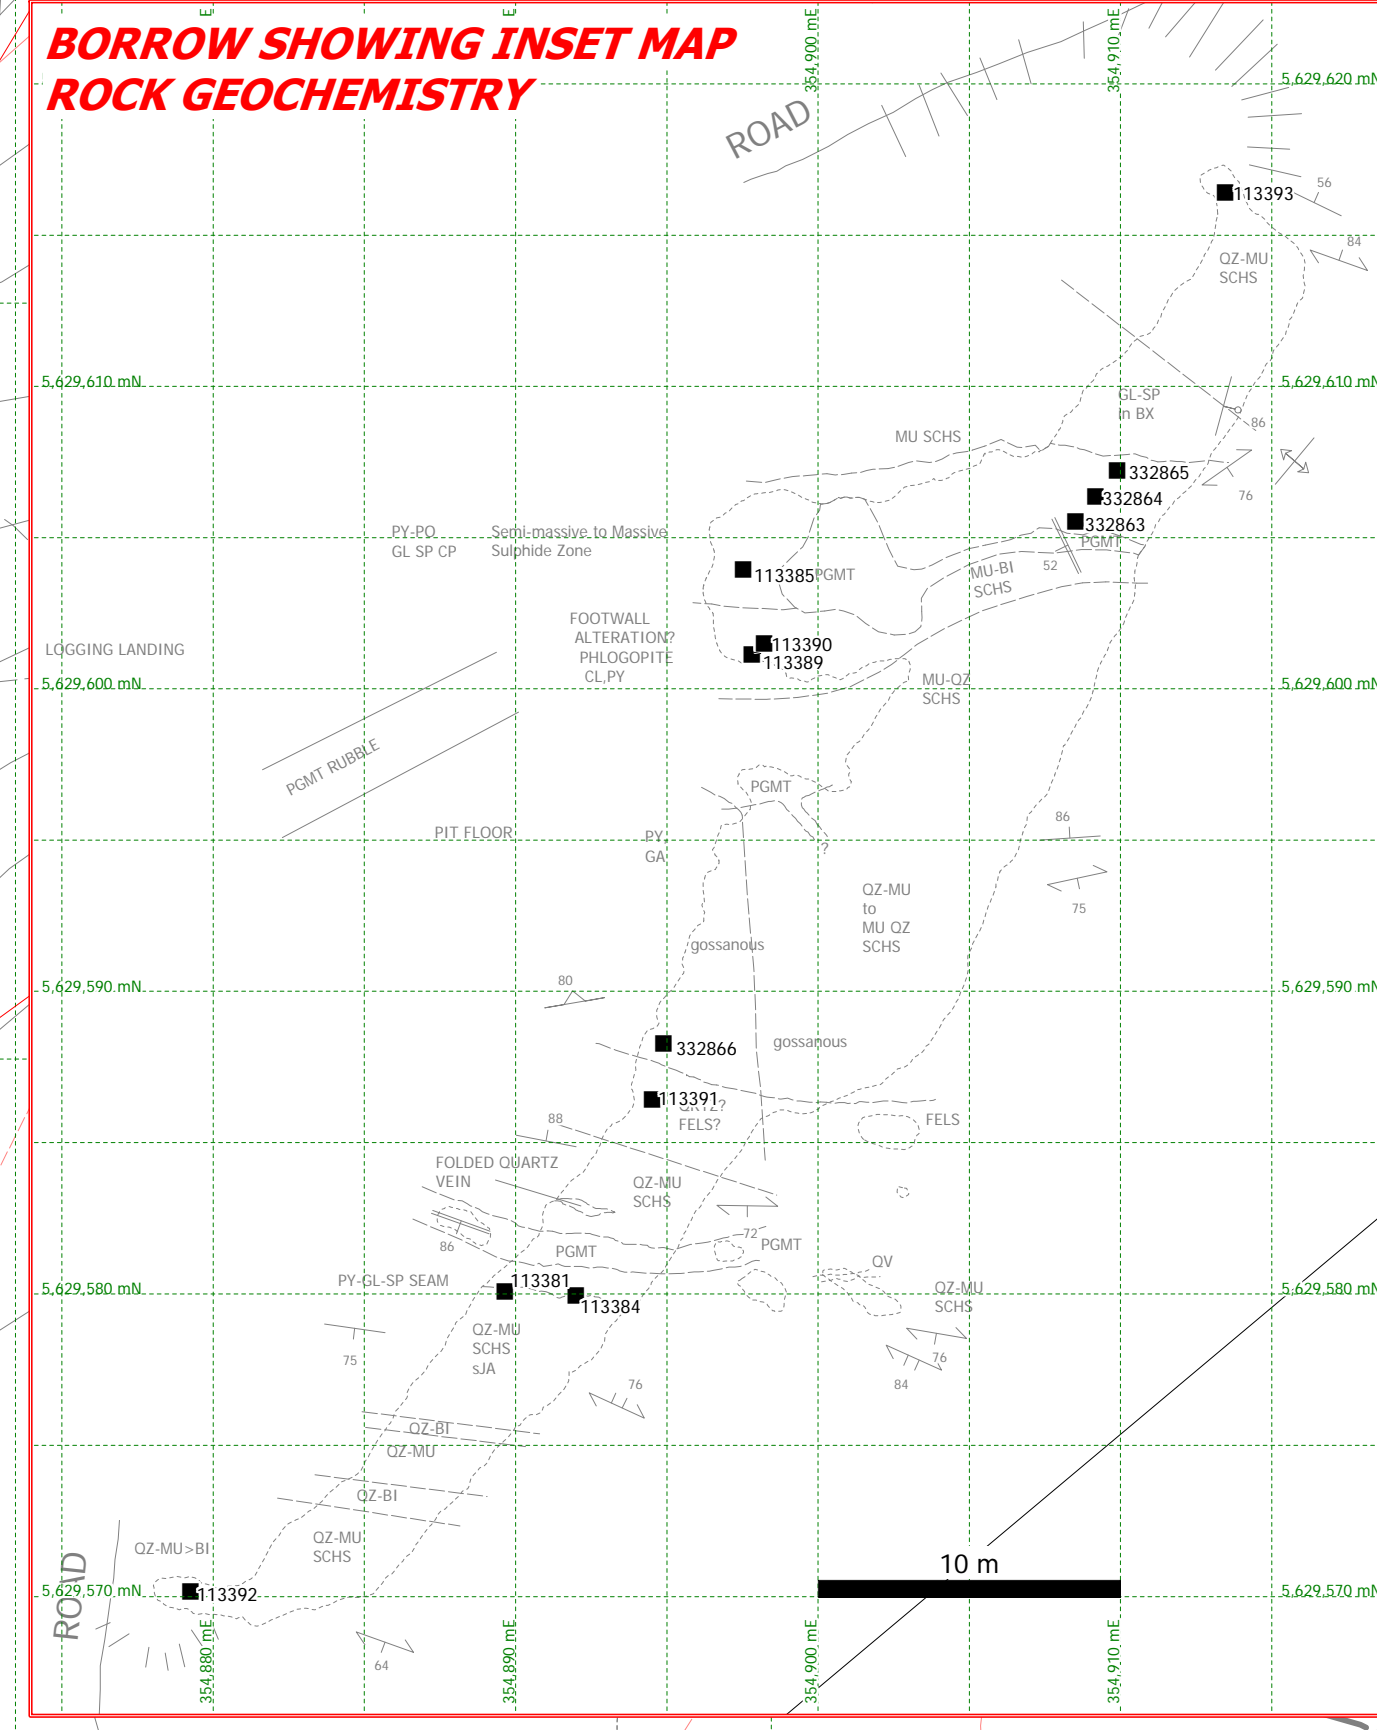 BORROW SHOWING INSET MAP
ROCK GEOCHEMISTRY
E
E
354,900 mE
354,910 mE
5,629,620 mN
ROAD
56
113393
84
QZ-MU
SCHS
5,629,610 mN
5,629,610 mN
GL-SP
in BX
86
MU SCHS
332865
76
332864
332863
PGMT
PY-PO
GL SP CP
Semi-massive to Massive
Sulphide Zone
52
MU-BI
SCHS
113385
PGMT
FOOTWALL
ALTERATION?
PHLOGOPITE
CL,PY
113390
113389
LOGGING LANDING
5,629,600 mN
5,629,600 mN
MU-QZ
SCHS
PGMT RUBBLE
PGMT
PIT FLOOR
PY
GA
?
86
75
QZ-MU
to
MU QZ
SCHS
gossanous
80
5,629,590 mN
5,629,590 mN
332866
gossanous
113391
QRTZ?
FELS?
FELS
88
FOLDED QUARTZ
VEIN
QZ-MU
SCHS
72
86
PGMT
PGMT
QV
PY-GL-SP SEAM
113381
113384
5,629,580 mN
5,629,580 mN
QZ-MU
SCHS
QZ-MU
SCHS
sJA
75
76
84
76
QZ-BI
QZ-MU
QZ-BI
QZ-MU
SCHS
QZ-MU>BI
10 m
ROAD
5,629,570 mN
5,629,570 mN
113392
64
354,880 mE
354,890 mE
354,900 mE
354,910 mE